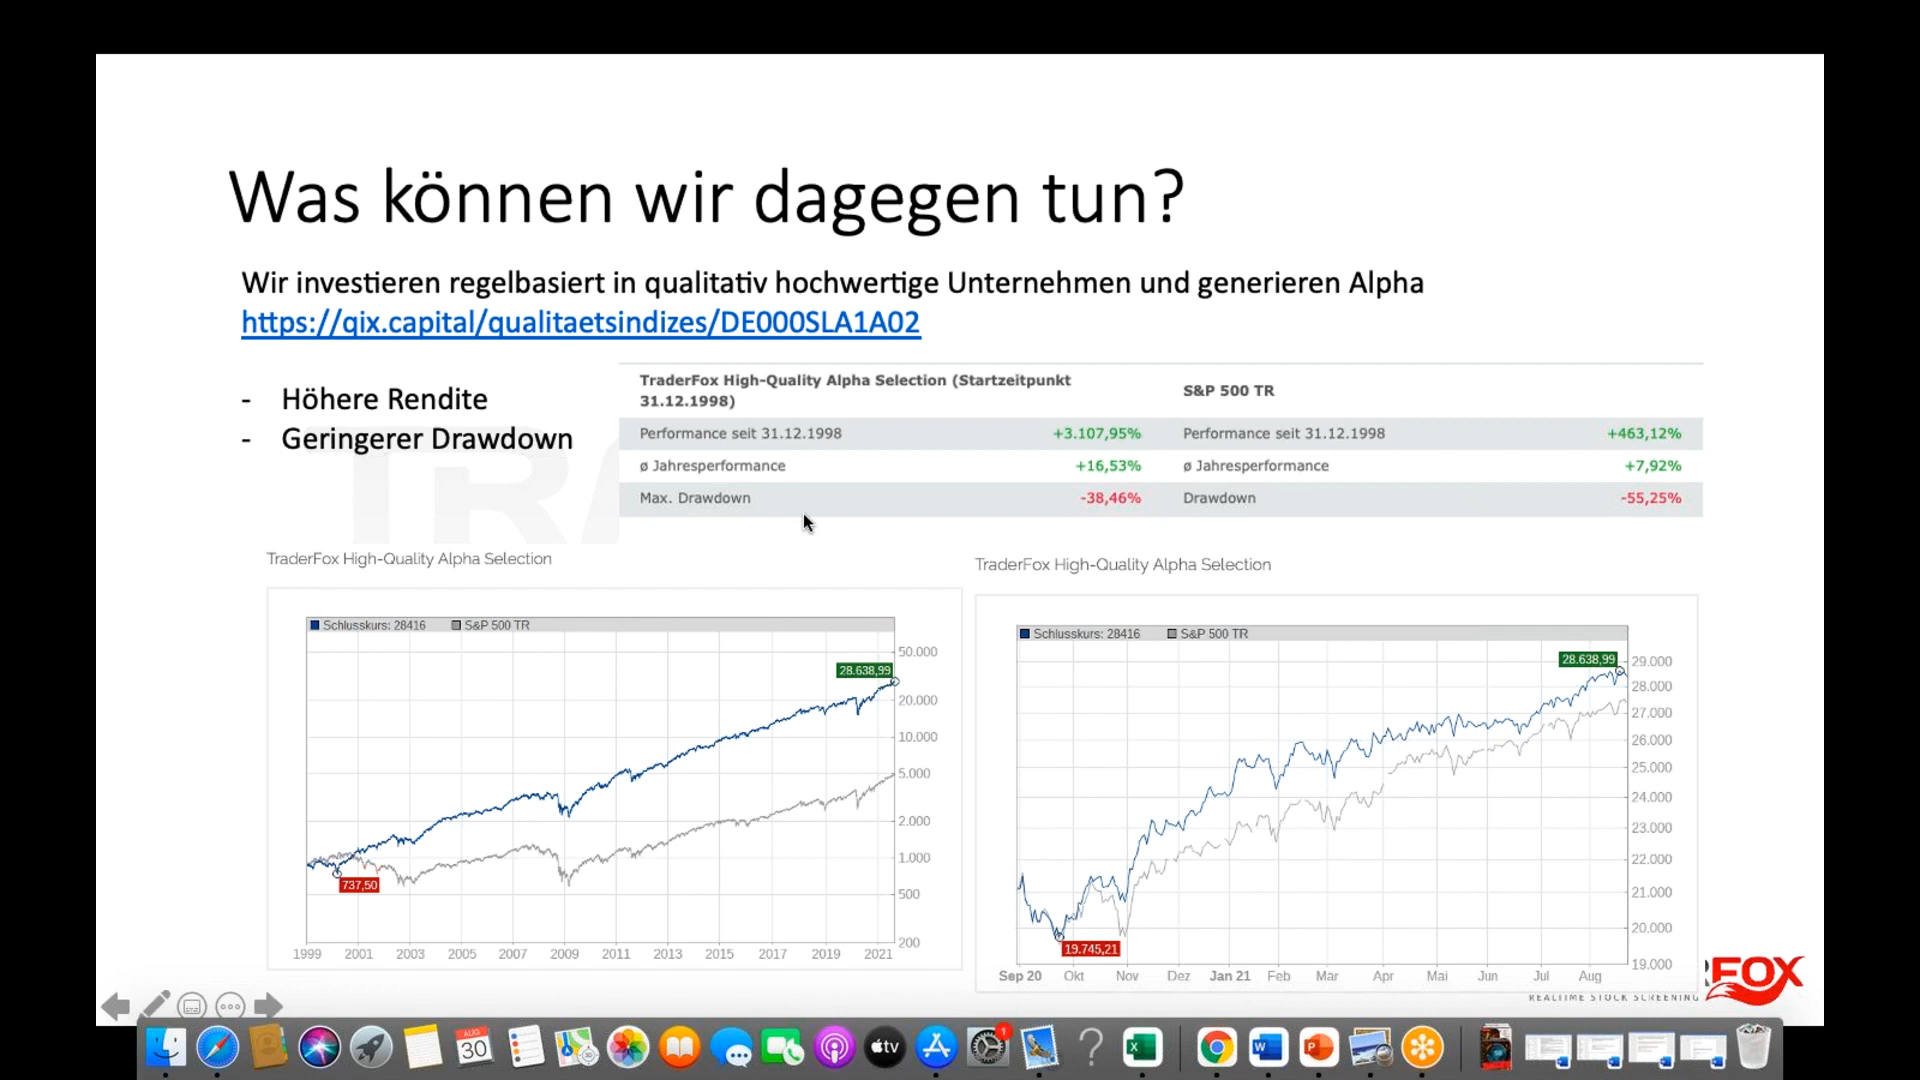 Was können wir dagegen tun?
Wir investieren regelbasiert in qualitativ hochwertige Unternehmen und generieren Alpha
https://qix.capital/qualitaetsindizes/DE000SLA1A02
- Höhere Rendite
- Geringerer Drawdown
TraderFox High-Quality Alpha Selection (Startzeitpunkt
31.12.1998)
S&P 500 TR
Performance seit 31.12.1998 +3.107,95% Performance seit 31.12.1998 +463,12%
ø Jahresperformance +16,53% ø Jahresperformance +7,92%
Max. Drawdown -38,46% Drawdown -55,25%
TRA
TraderFox High-Quality Alpha Selection
Schlusskurs: 28416 S&P 500 TR
28.638,99
737,50
50.000
20.000
10.000
5.000
2.000
1.000
500
200
1999 2001 2003 2005 2007 2009 2011 2013 2015 2017 2019 2021
TraderFox High-Quality Alpha Selection
Schlusskurs: 28416 S&P 500 TR
28.638,99
19.745,21
29.000
28.000
27.000
26.000
25.000
24.000
23.000
22.000
21.000
20.000
19.000
Sep 20 Okt Nov Dez Jan 21 Feb Mar Apr Mai Jun Jul Aug
FOX
REALTIME STOCK SCREENING
AUG
30
tv
1
?
X
W
P